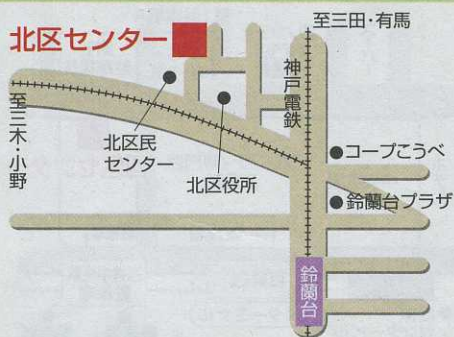 至三田・有馬
北区センター
神戸電鉄
至三木・小野
北区民
センター
北区役所
コープこうべ
鈴蘭台プラザ
鈴蘭台